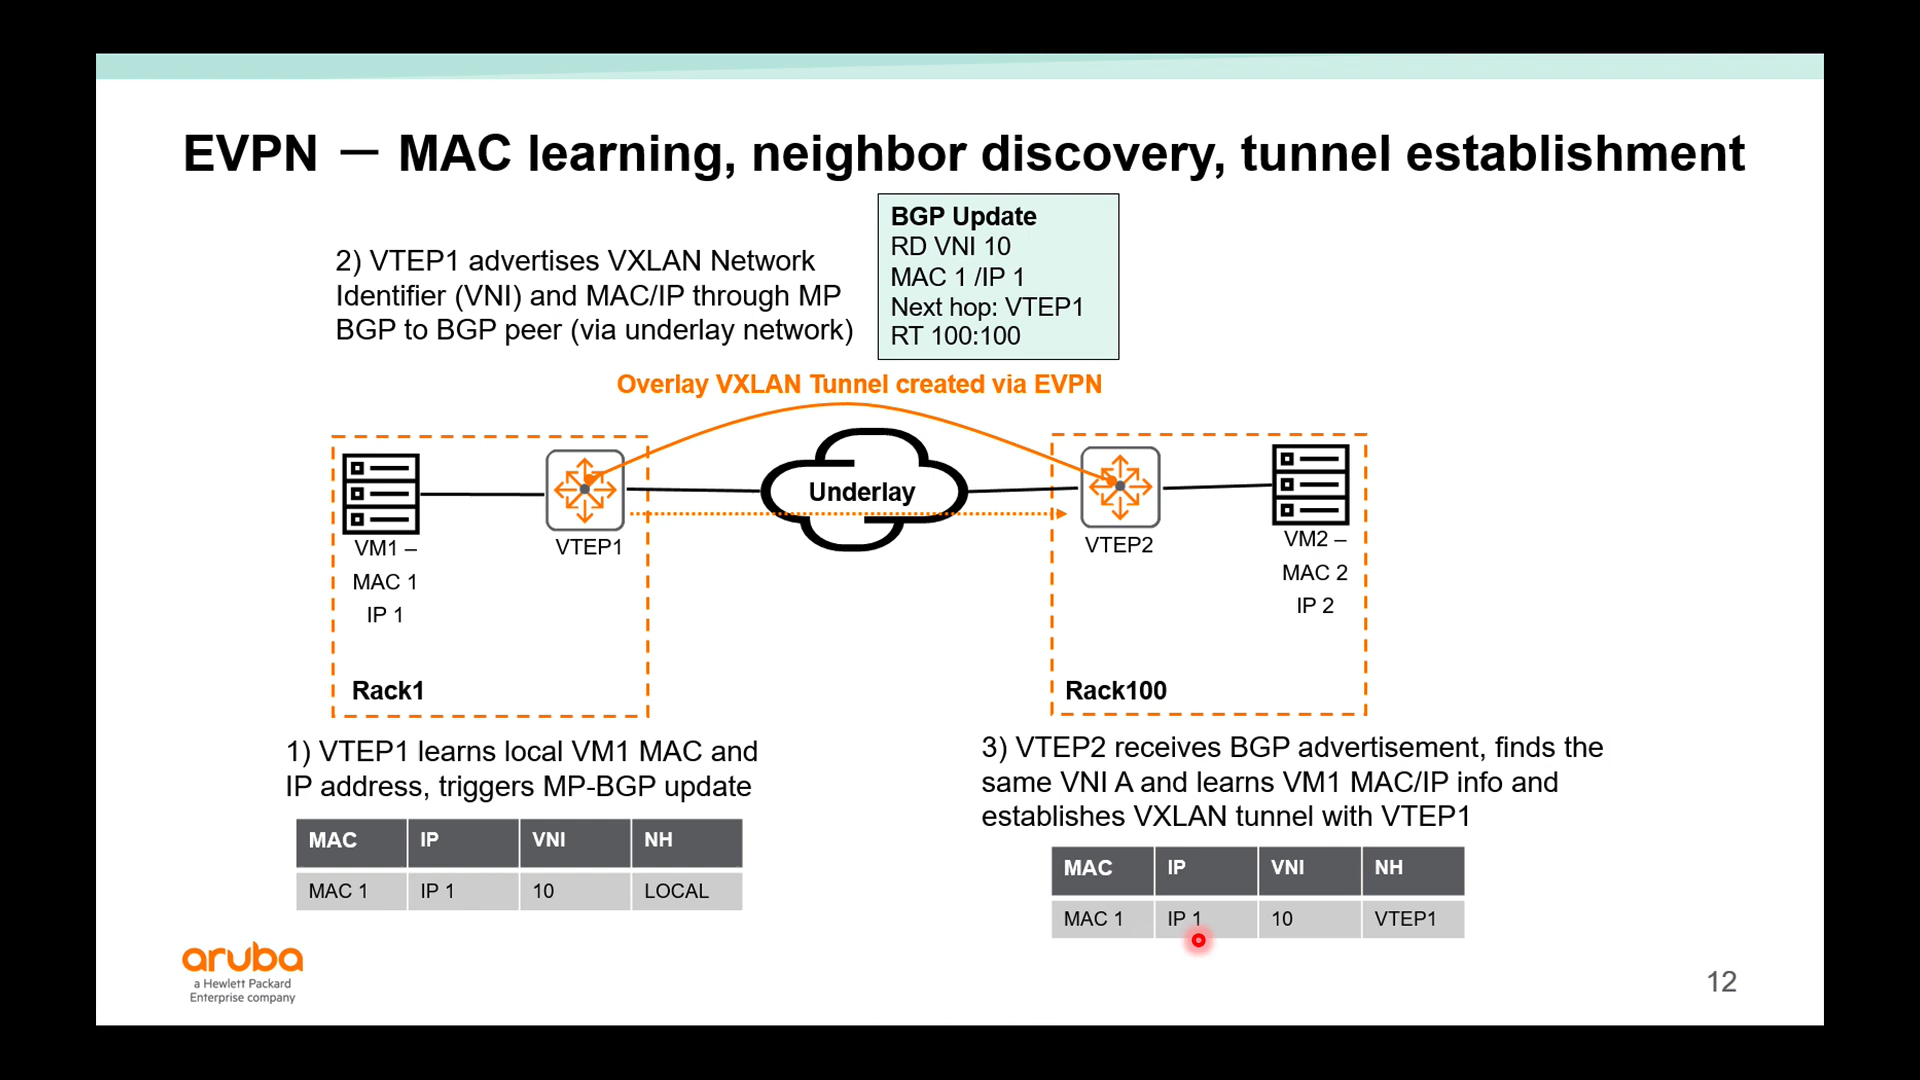 EVPN – MAC learning, neighbor discovery, tunnel establishment
2) VTEP1 advertises VXLAN Network
Identifier (VNI) and MAC/IP through MP
BGP to BGP peer (via underlay network)
BGP Update
RD VNI 10
MAC 1 /IP 1
Next hop: VTEP1
RT 100:100
Overlay VXLAN Tunnel created via EVPN
Underlay
VM1 –
MAC 1
IP 1
VTEP1
Rack1
VTEP2
VM2 –
MAC 2
IP 2
Rack100
1) VTEP1 learns local VM1 MAC and
IP address, triggers MP-BGP update
MAC IP VNI NH
MAC 1 IP 1 10 LOCAL
3) VTEP2 receives BGP advertisement, finds the
same VNI A and learns VM1 MAC/IP info and
establishes VXLAN tunnel with VTEP1
MAC IP VNI NH
MAC 1 IP 1 10 VTEP1
aruba
a Hewlett Packard
Enterprise company
12